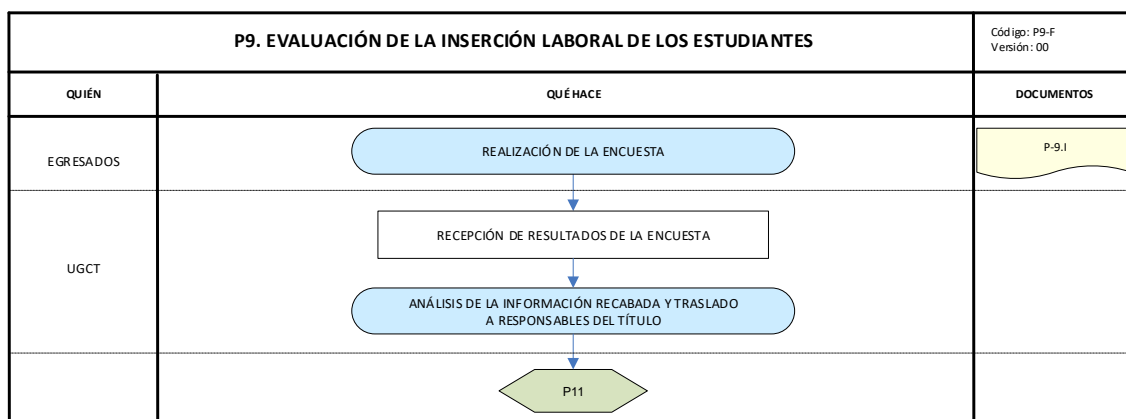 P9. EVALUACIÓN DE LA INSERCIÓN LABORAL DE LOS ESTUDIANTES
Código: P9-F
Versión: 00
QUIÉN
QUÉ HACE
DOCUMENTOS
EGRESADOS
REALIZACIÓN DE LA ENCUESTA
P-9.I
RECEPCIÓN DE RESULTADOS DE LA ENCUESTA
UGCT
ANÁLISIS DE LA INFORMACIÓN RECABADA Y TRASLADO
A RESPONSABLES DEL TÍTULO
P11